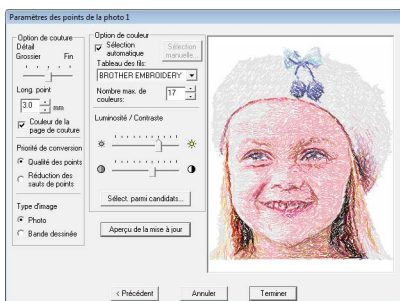 Paramètres des points de la photo 1
Option de couture
Détail
Grossier Fin
Long. point
3.0 mm
Couleur de la
page de couture
Priorité de conversion
Qualité des points
Réduction des
sauts de points
Type d'image
Photo
Bande dessinée
Option de couleur
Sélection
automatique
Sélection
manuelle...
Tableau des fils:
BROTHER EMBROIDERY
Nombre max. de
couleurs:
17
Luminosité / Contraste
Sélect. parmi candidats...
Aperçu de la mise à jour
< Précédent
Annuler
Terminer